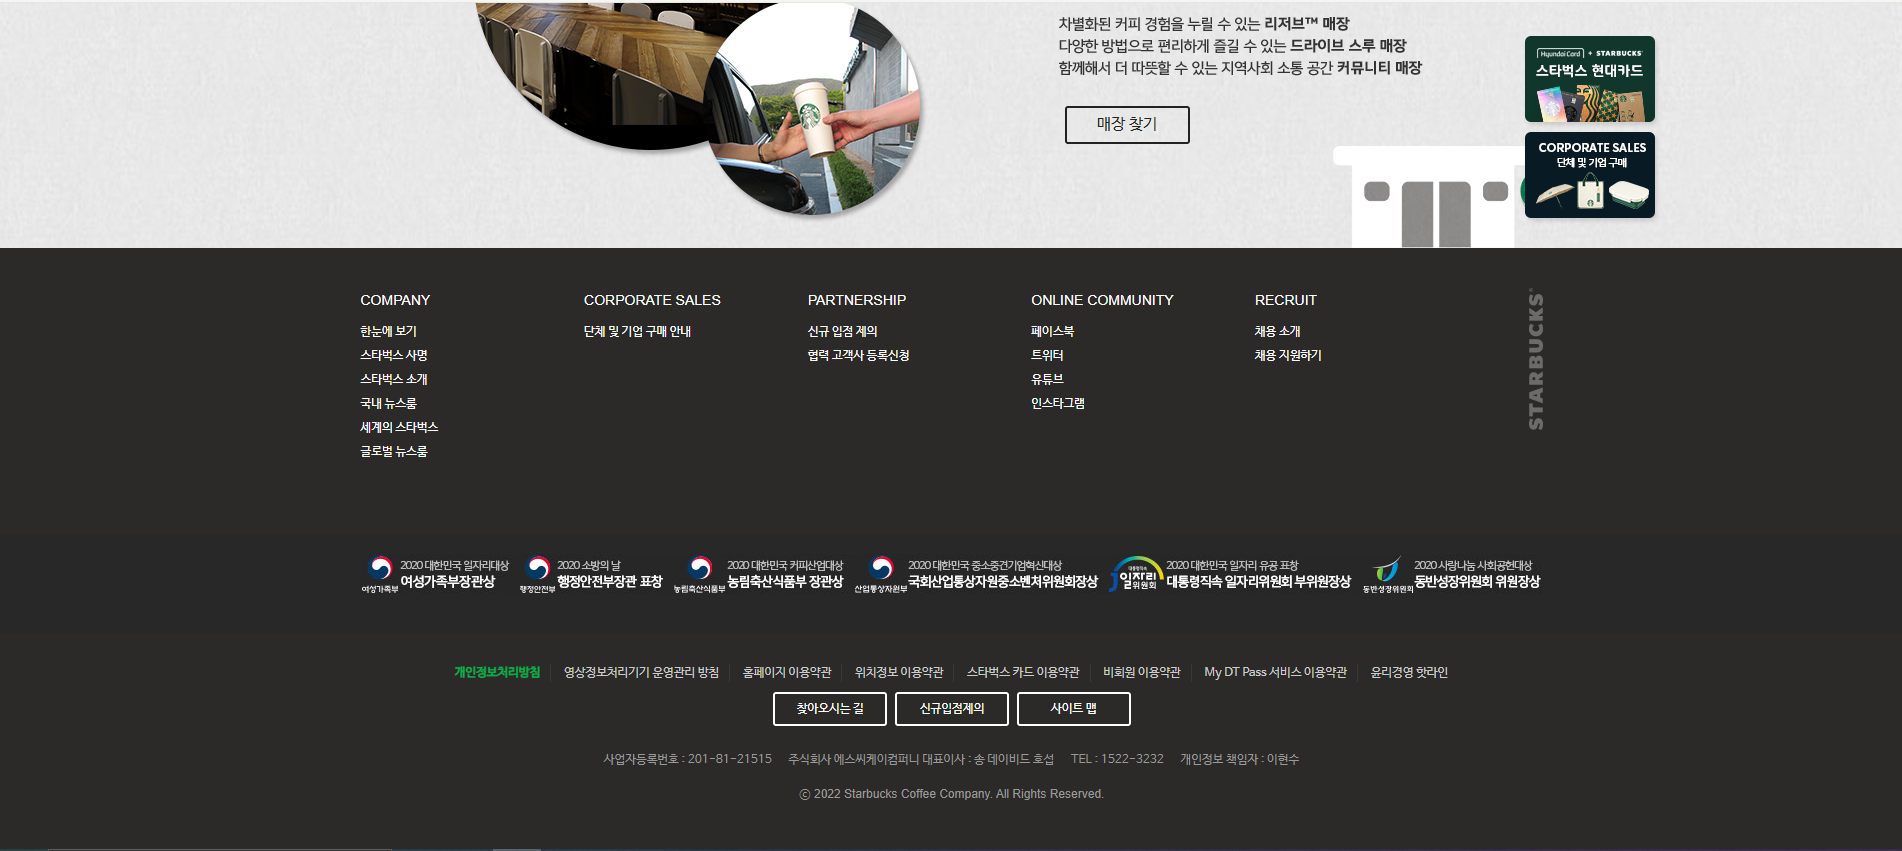 차별화된 커피 경험을 누릴 수 있는 리저브™ 매장
다양한 방법으로 편리하게 즐길 수 있는 드라이브 스루 매장
함께해서 더 따뜻할 수 있는 지역사회 소통 공간 커뮤니티 매장
매장 찾기
HyundaiCard + STARBUCKS
스타벅스 현대카드
CORPORATE SALES
단체 및 기업 구매
COMPANY
한눈에 보기
스타벅스 사명
스타벅스 소개
국내 뉴스룸
세계의 스타벅스
글로벌 뉴스룸
CORPORATE SALES
단체 및 기업 구매 안내
PARTNERSHIP
신규 입점 제의
협력 고객사 등록신청
ONLINE COMMUNITY
페이스북
트위터
유튜브
인스타그램
RECRUIT
채용 소개
채용 지원하기
STARBUCKS
여성가족부
2020 대한민국 일자리대상
여성가족부장관상
행정안전부
2020 소방의 날
행정안전부장관 표창
농림축산식품부
2020 대한민국 커피산업대상
농림축산식품부 장관상
산업통상자원부
2020 대한민국 중소중견기업혁신대상
국회산업통상자원중소벤처위원회장상
대통령직속
일자리
위원회
2020 대한민국 일자리 유공 표창
대통령직속 일자리위원회 부위원장상
동반성장위원회
2020 사랑나눔 사회공헌대상
동반성장위원회 위원장상
개인정보처리방침
영상정보처리기기 운영관리 방침
홈페이지 이용약관
위치정보 이용약관
스타벅스 카드 이용약관
비회원 이용약관
My DT Pass 서비스 이용약관
윤리경영 핫라인
찾아오시는 길
신규입점제의
사이트 맵
사업자등록번호 : 201-81-21515 주식회사 에스씨케이컴퍼니 대표이사 : 송 데이비드 호섭 TEL : 1522-3232 개인정보 책임자 : 이현수
ⓒ 2022 Starbucks Coffee Company. All Rights Reserved.